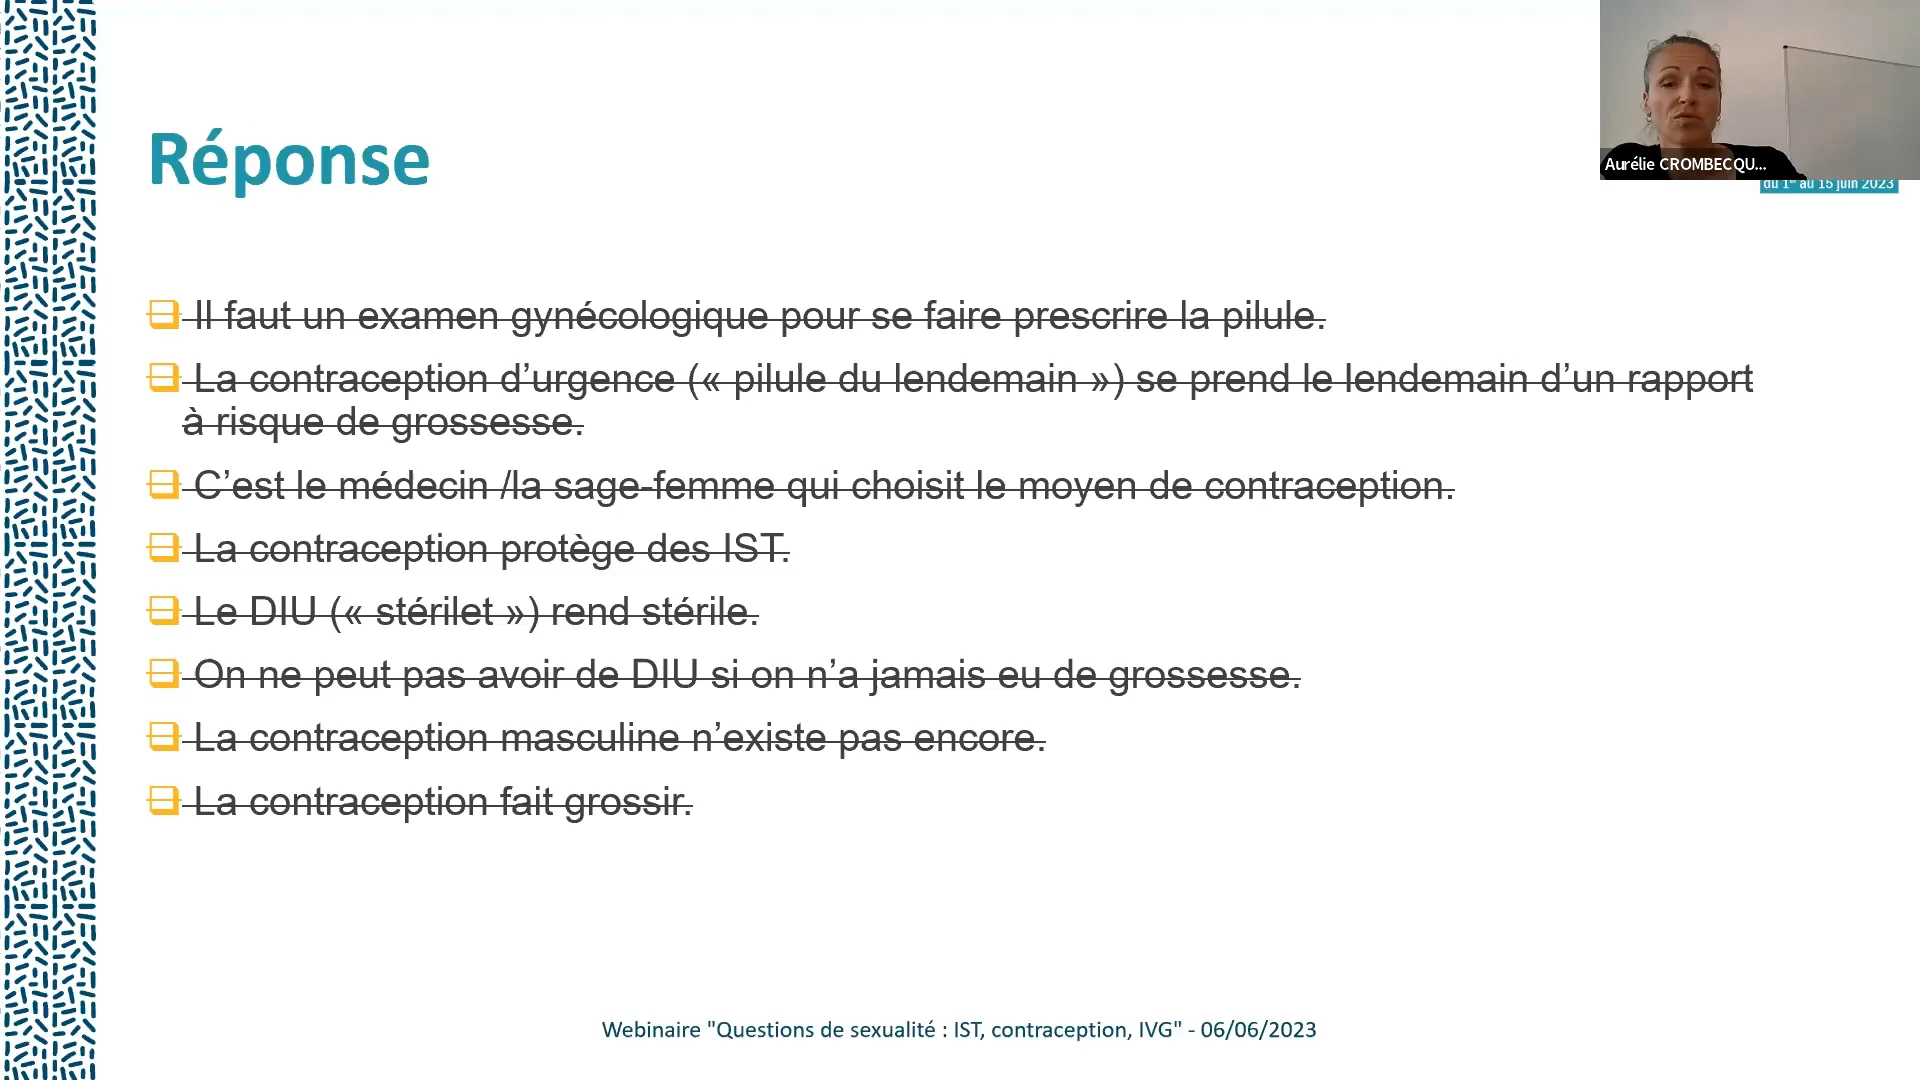 Réponse
Aurélie CROMBECQU...
du 1er au 15 juin 2023
Il faut un examen gynécologique pour se faire prescrire la pilule.
La contraception d’urgence (« pilule du lendemain ») se prend le lendemain d’un rapport
à risque de grossesse.
C’est le médecin /la sage-femme qui choisit le moyen de contraception.
La contraception protège des IST.
Le DIU (« stérilet ») rend stérile.
On ne peut pas avoir de DIU si on n’a jamais eu de grossesse.
La contraception masculine n’existe pas encore.
La contraception fait grossir.
Webinaire "Questions de sexualité : IST, contraception, IVG" - 06/06/2023